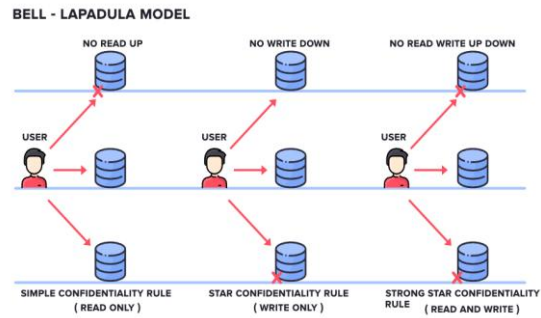 BELL - LAPADULA MODEL
NO READ UP
NO WRITE DOWN
NO READ WRITE UP DOWN
USER
USER
USER
SIMPLE CONFIDENTIALITY RULE
( READ ONLY )
STAR CONFIDENTIALITY RULE
( WRITE ONLY )
STRONG STAR CONFIDENTIALITY
RULE ( READ AND WRITE )